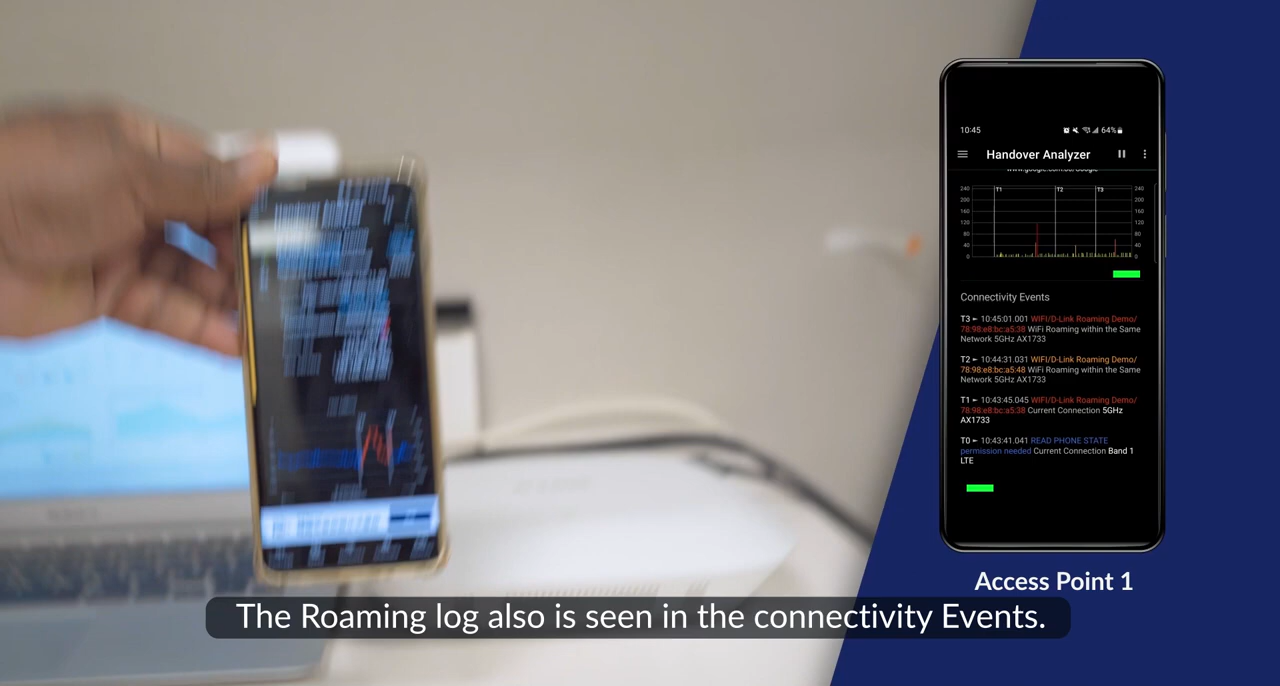 10:45
64%
Handover Analyzer
240
200
160
120
80
40
0
T1
T2
T3
240
200
160
120
80
40
0
Connectivity Events
T3 ► 10:45:01.001 WIFI/D-Link Roaming Demo/
78:98:e8:bc:a5:38 WiFi Roaming within the Same
Network 5GHz AX1733
T2 ► 10:44:31.031 WIFI/D-Link Roaming Demo/
78:98:e8:bc:a5:48 WiFi Roaming within the Same
Network 5GHz AX1733
T1 ► 10:43:45.045 WIFI/D-Link Roaming Demo/
78:98:e8:bc:a5:38 Current Connection 5GHz
AX1733
T0 ► 10:43:41.041 READ PHONE STATE
permission needed Current Connection Band 1
LTE
Access Point 1
The Roaming log also is seen in the connectivity Events.